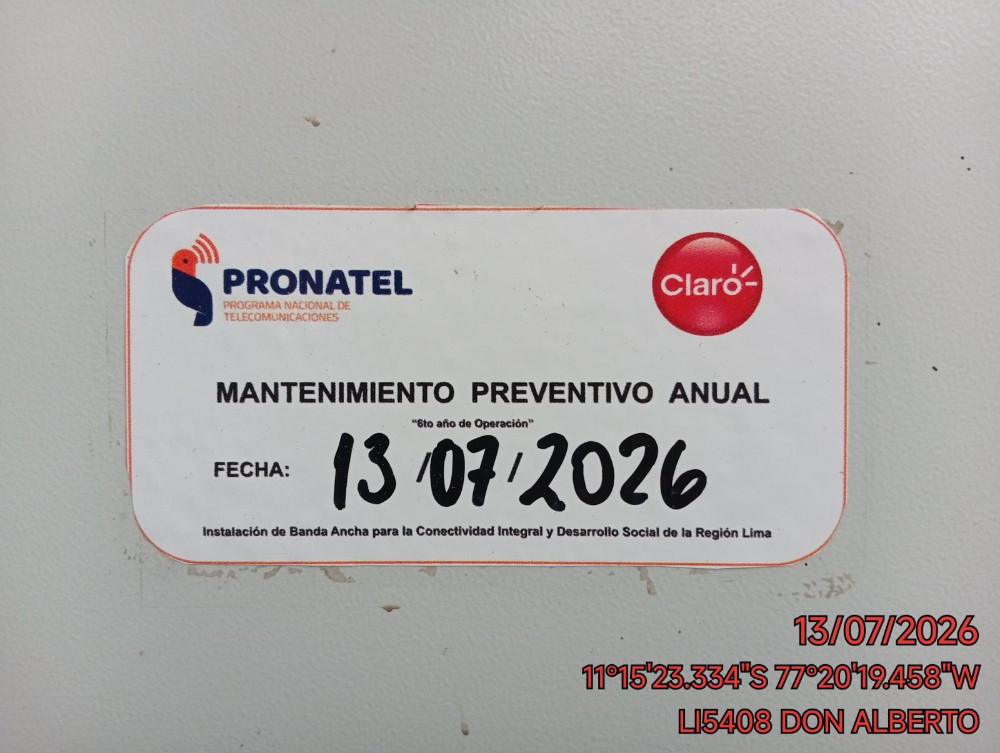 PRONATEL
PROGRAMA NACIONAL DE
TELECOMUNICACIONES
Claro
MANTENIMIENTO PREVENTIVO ANUAL
“6to año de Operación”
FECHA: 13/07/2026
Instalación de Banda Ancha para la Conectividad Integral y Desarrollo Social de la Región Lima
13/07/2026
11°15'23.334"S 77°20'19.458"W
LI5408 DON ALBERTO